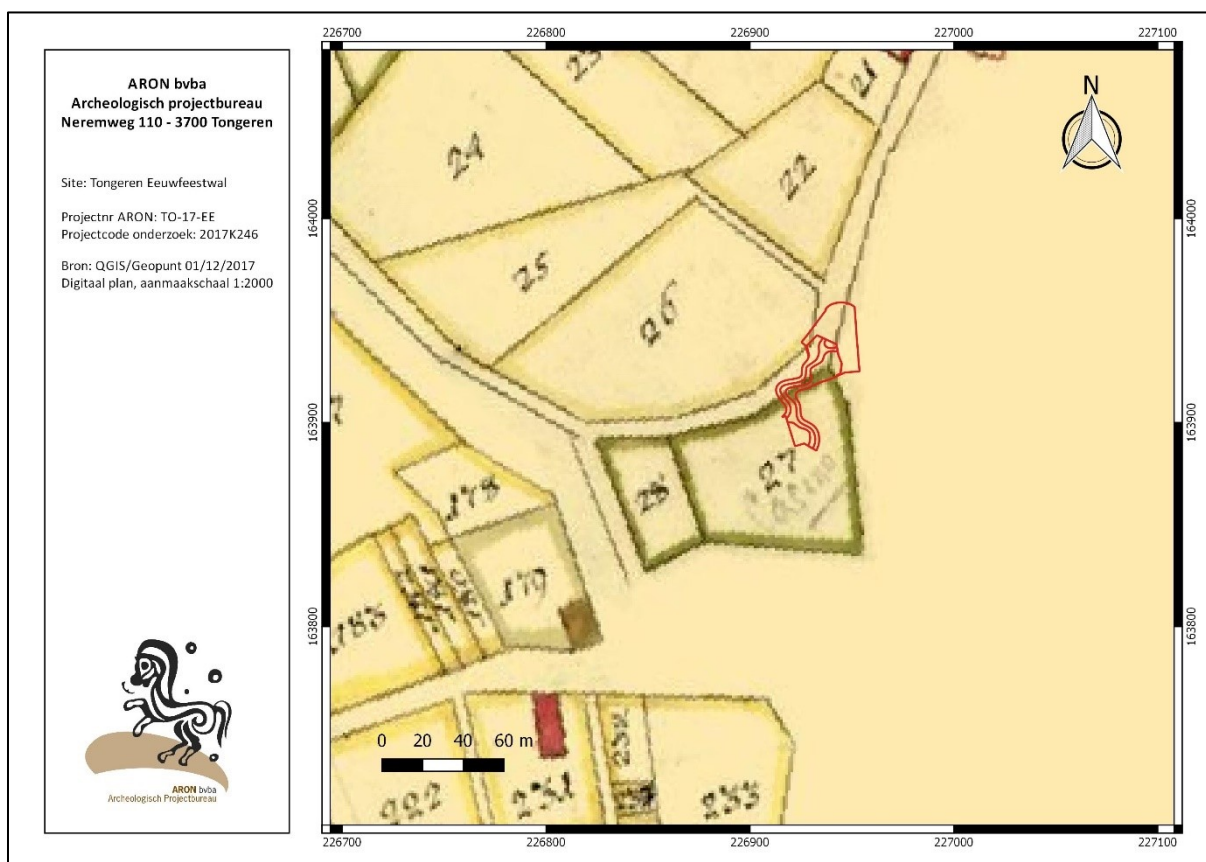 ARON bvba
Archeologisch projectbureau
Neremweg 110 - 3700 Tongeren
Site: Tongeren Eeuwfeestwal
Projectnr ARON: TO-17-EE
Projectcode onderzoek: 2017K246
Bron: QGIS/Geopunt 01/12/2017
Digitaal plan, aanmaakschaal 1:2000
ARON bvba
Archeologisch Projectbureau
226700 226800 226900 227000 227100
N
23
21
24
22
164000 164000
25
26
163900 163900
27
28
178
179
180
183
163800 163800
0 20 40 60 m
222
231
233
226700 226800 226900 227000 227100